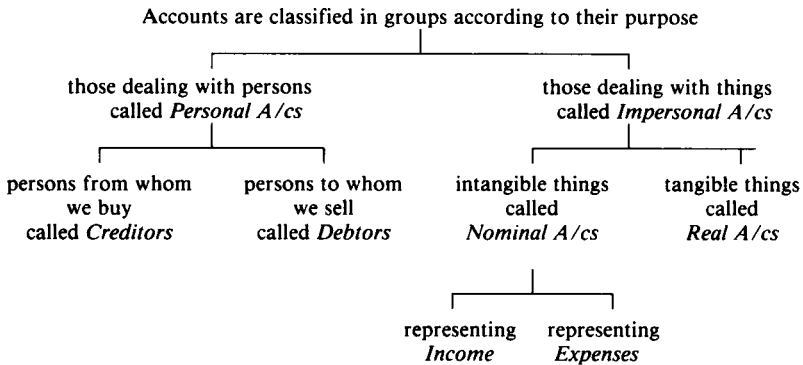 Accounts are classified in groups according to their purpose
those dealing with persons
called Personal A/cs
those dealing with things
called Impersonal A/cs
persons from whom
we buy
called Creditors
persons to whom
we sell
called Debtors
intangible things
called
Nominal A/cs
tangible things
called
Real A/cs
representing
Income
representing
Expenses